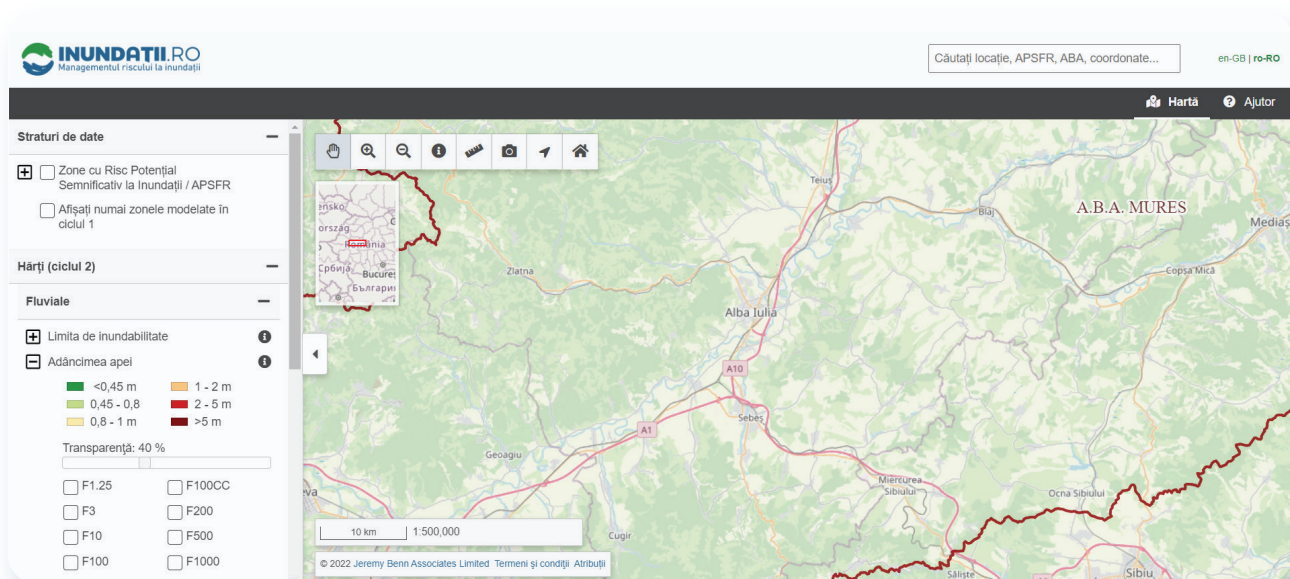 INUNDATII.RO
Managementul riscului la inundații
Căutați locație, APSFR, ABA, coordonate...
en-GB | ro-RO
Hartă
Ajutor
Straturi de date
Zone cu Risc Potențial
Semnificativ la Inundații / APSFR
Afișați numai zonele modelate în
ciclul 1
Hărți (ciclul 2)
Fluviale
Limita de inundabilitate
Adâncimea apei
<0,45 m
1 - 2 m
0,45 - 0,8
2 - 5 m
0,8 - 1 m
>5 m
Transparență: 40 %
F1.25
F100CC
F3
F200
F10
F500
F100
F1000
ensko
ország
România
Србија
Bucureș
Българи
Teiuș
Blaj
A.B.A. MURES
Mediaș
Zlatna
Copșa Mică
Alba Iulia
A10
Sebeș
A1
Geoagiu
Miercurea
Sibiului
Ocna Sibiului
Cugir
Săliște
Sibiu
10 km
1:500,000
© 2022 Jeremy Benn Associates Limited Termeni și condiții Atribuții